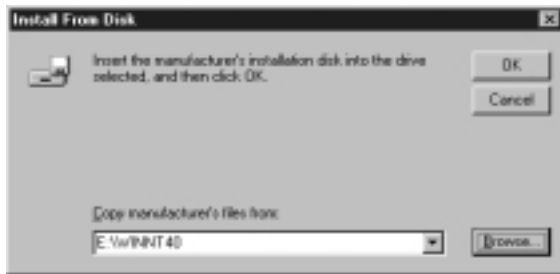 Install From Disk
Insert the manufacturer's installation disk into the drive
selected, and then click OK.
OK
Cancel
Copy manufacturer's files from:
E:\WINNT40
Browse...